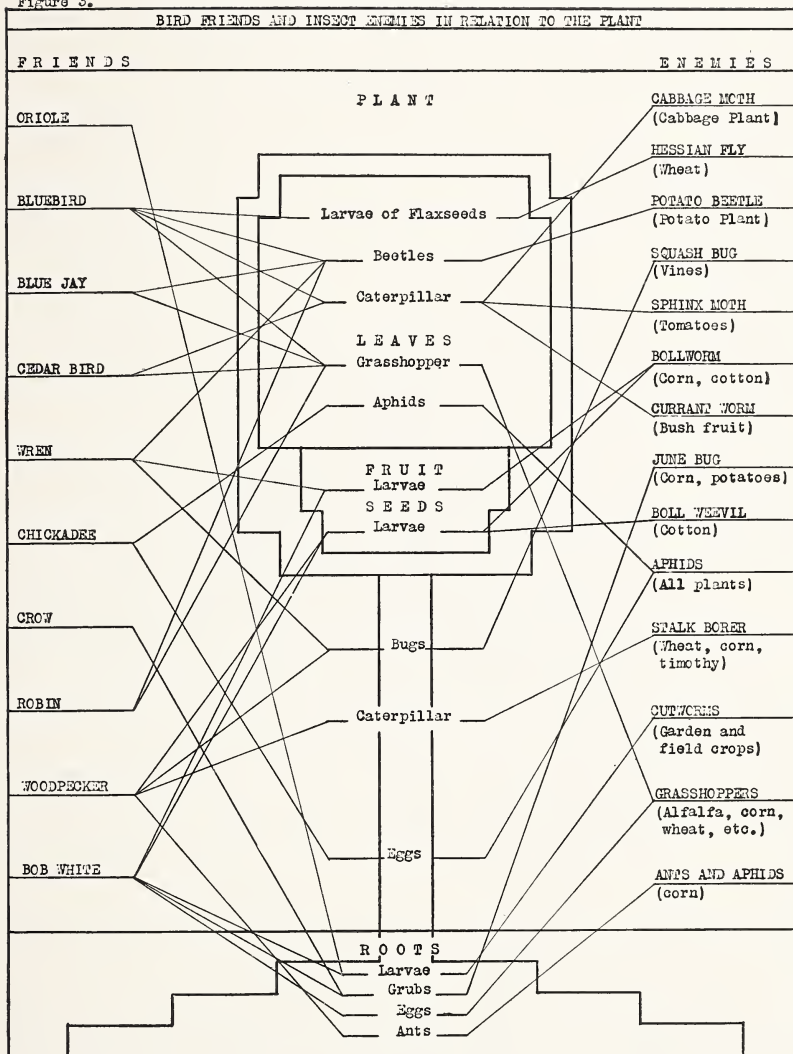 Figure 3.
BIRD FRIENDS AND INSECT ENEMIES IN RELATION TO THE PLANT
FRIENDS
ENEMIES
PLANT
ORIOLE
BLUEBIRD
BLUE JAY
CEDAR BIRD
WREN
CHICKADEE
CROW
ROBIN
WOODPECKER
BOB WHITE
Larvae of Flaxseeds
Beetles
Caterpillar
LEAVES
Grasshopper
Aphids
FRUIT
Larvae
SEEDS
Larvae
Bugs
Caterpillar
Eggs
ROOTS
Larvae
Grubs
Eggs
Ants
CABBAGE MOTH
(Cabbage Plant)
HESSIAN FLY
(Wheat)
POTATO BEETLE
(Potato Plant)
SQUASH BUG
(Vines)
SPHINX MOTH
(Tomatoes)
BOLLWORM
(Corn, cotton)
CURRANT WORM
(Bush fruit)
JUNE BUG
(Corn, potatoes)
BOLL WEEVIL
(Cotton)
APHIDS
(All plants)
STALK BORER
(Wheat, corn,
timothy)
CUTWORMS
(Garden and
field crops)
GRASSHOPPERS
(Alfalfa, corn,
wheat, etc.)
ANTS AND APHIDS
(corn)